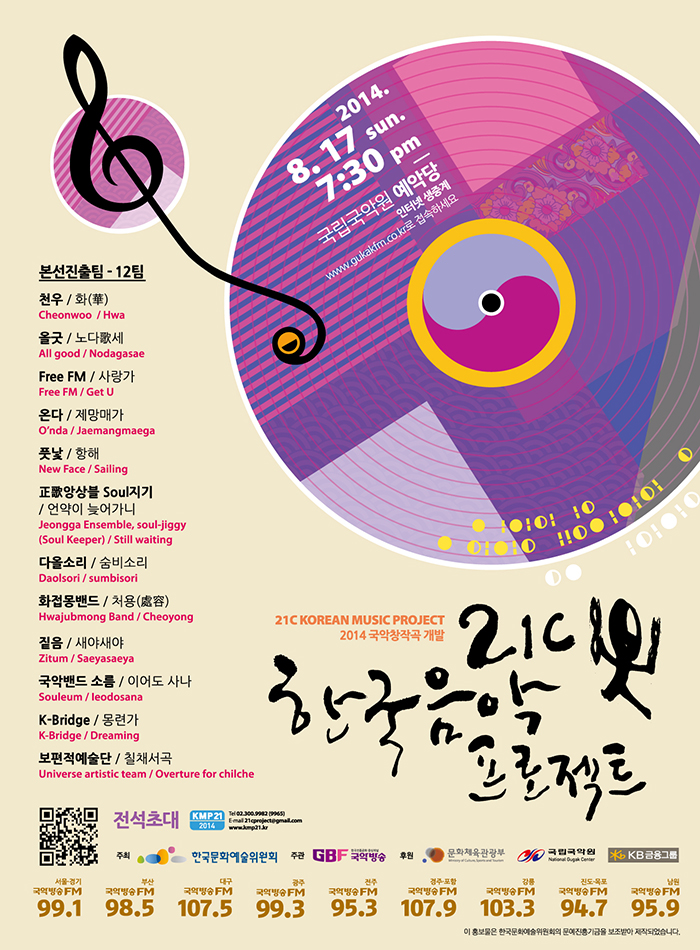 2014.
8. 17 sun.
7:30 pm
국립국악원 예악당
인터넷 생중계
www.gukakfm.co.kr로 접속하세요
본선진출팀 - 12팀
천우 / 화(華)
Cheonwoo / Hwa
올굿 / 노다歌세
All good / Nodagasae
Free FM / 사랑가
Free FM / Get U
온다 / 제망매가
O'nda / Jaemangmaega
풋낯 / 항해
New Face / Sailing
正歌앙상블 Soul지기
/ 언약이 늦어가니
Jeongga Ensemble, soul-jiggy
(Soul Keeper) / Still waiting
다올소리 / 숨비소리
Daolsori / sumbisori
화접몽밴드 / 처용(處容)
Hwajubmong Band / Cheoyong
짙음 / 새야새야
Zitum / Saeyasaeya
국악밴드 소름 / 이어도 사나
Souleum / Ieodosana
K-Bridge / 몽련가
K-Bridge / Dreaming
보편적예술단 / 칠채서곡
Universe artistic team / Overture for chilche
21C KOREAN MUSIC PROJECT
2014 국악창작곡 개발
21C
한국음악
프로젝트
전석초대
KMP21
2014
Tel 02.300.9982 (9965)
E-mail 21cproject@gmail.com
www.kmp21.kr
주최 한국문화예술위원회 주관 GBF 국악방송 후원 문화체육관광부 국립국악원 KB금융그룹
Ministry of Culture, Sports and Tourism
National Gugak Center
서울·경기 국악방송FM 99.1
부산 국악방송FM 98.5
대구 국악방송FM 107.5
광주 국악방송FM 99.3
전주 국악방송FM 95.3
경주·포항 국악방송FM 107.9
강릉 국악방송FM 103.3
진도·목포 국악방송FM 94.7
남원 국악방송FM 95.9
이 홍보물은 한국문화예술위원회의 문예진흥기금을 보조받아 제작되었습니다.